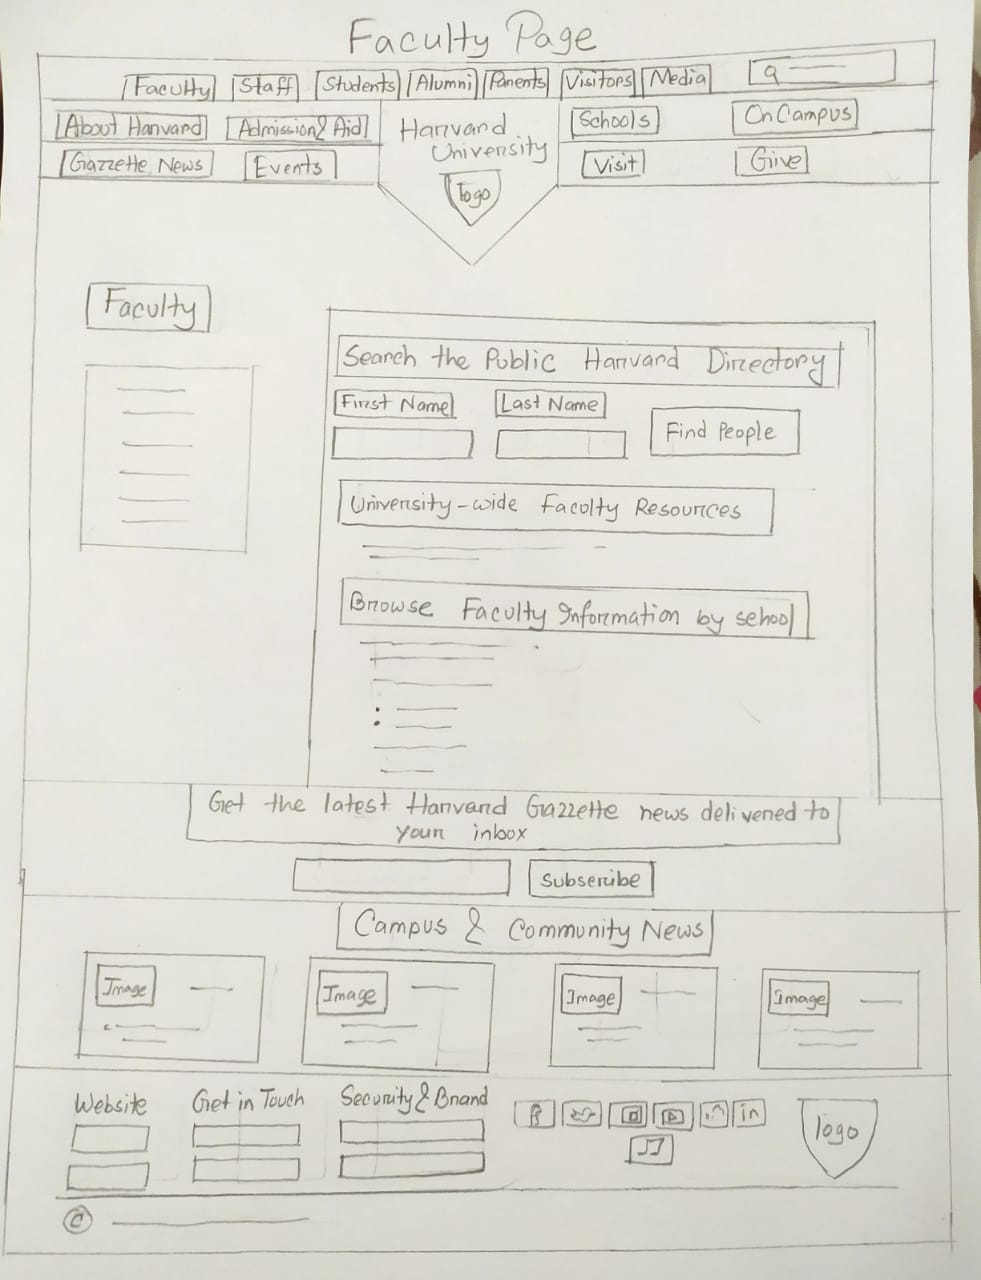 Faculty Page
Faculty Staff Students Alumni Parents Visitors Media
About Harvard Admission & Aid Harvard University Schools On Campus
Gazzette News Events logo Visit Give
Faculty
Search the Public Harvard Directory
First Name Last Name
Find People
University-wide Faculty Resources
Browse Faculty Information by school
Get the latest Harvard Gazzette news delivered to
your inbox
Subscribe
Campus & Community News
Image Image Image Image
Website Get in Touch Security & Brand
in
logo
©